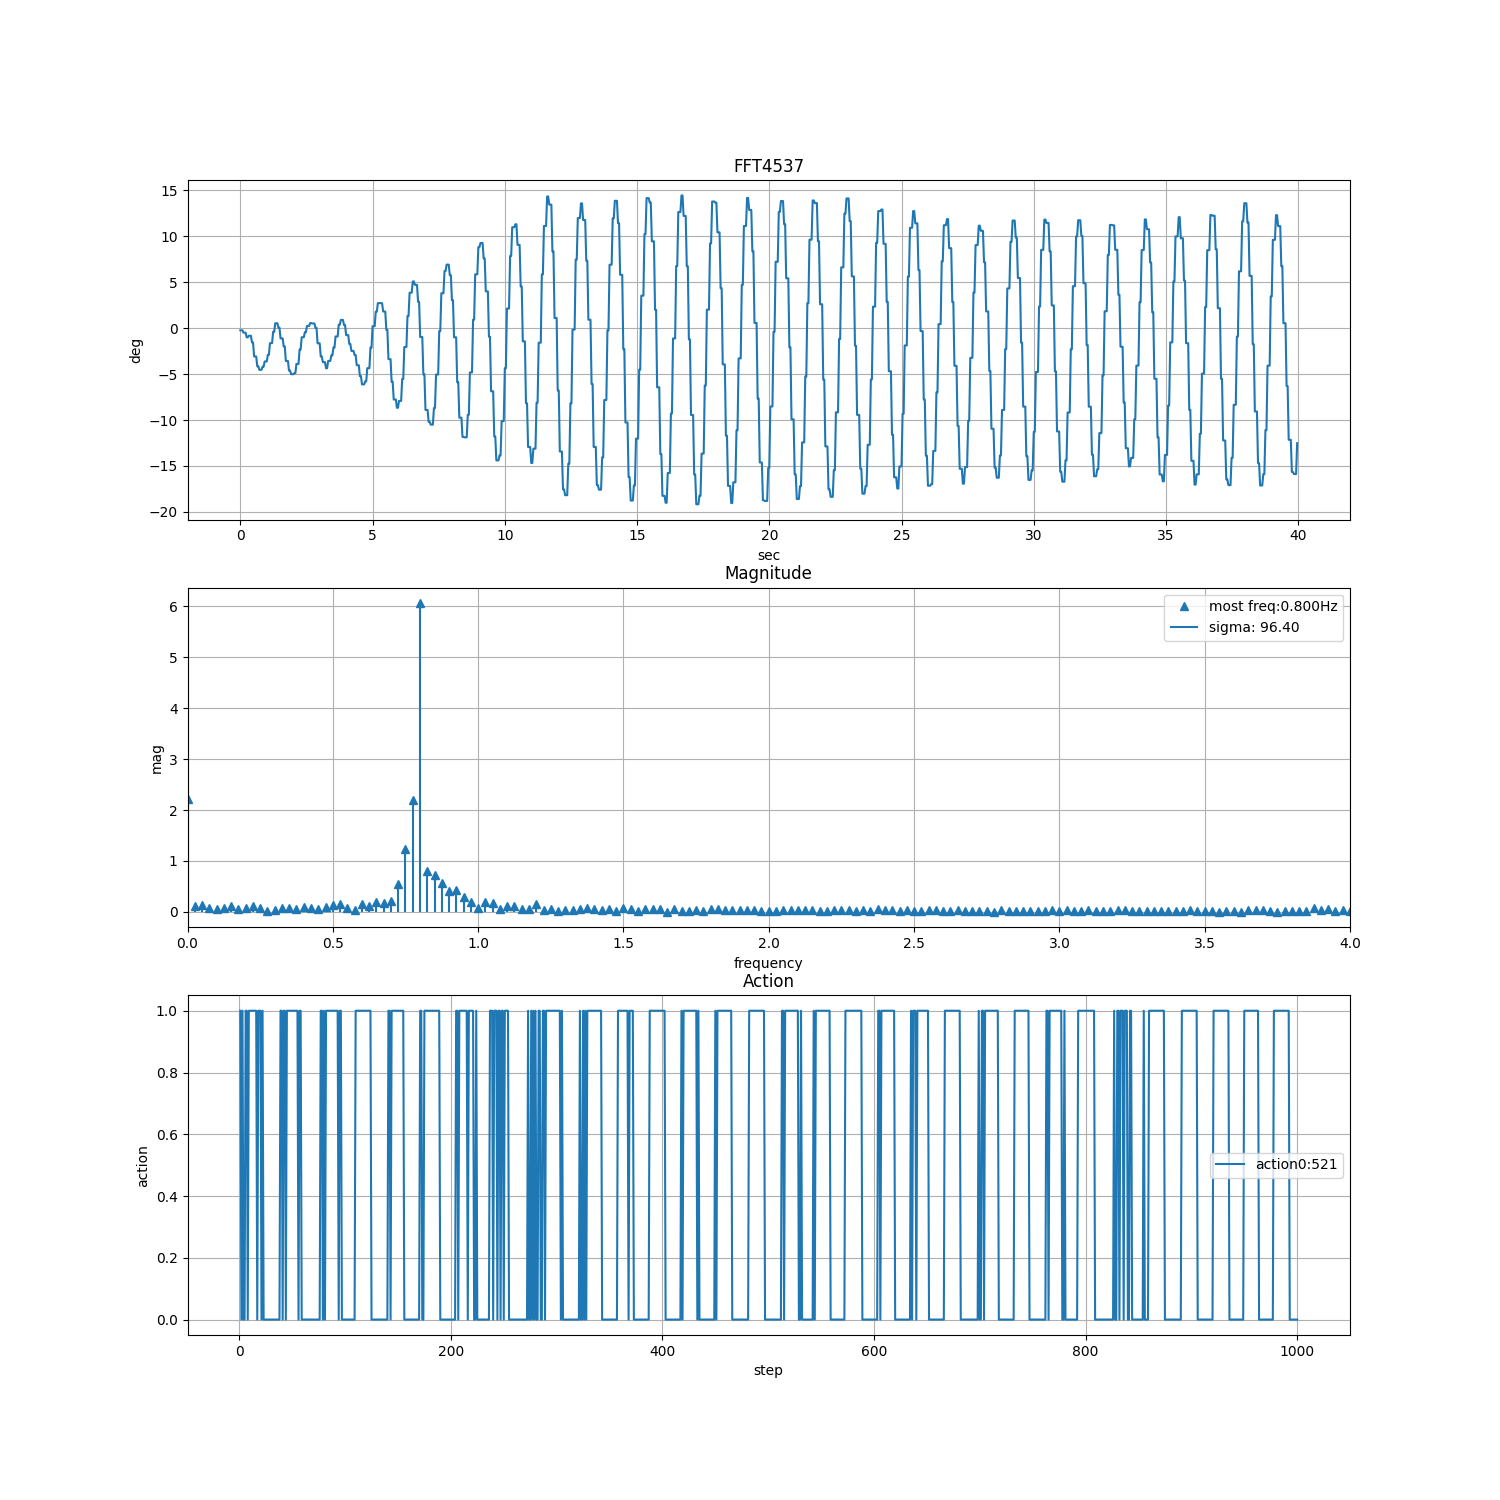 FFT4537
15
10
5
0
−5
−10
−15
−20
deg
0 5 10 15 20 25 30 35 40
sec
Magnitude
6
5
4
3
2
1
0
mag
most freq:0.800Hz
sigma: 96.40
0.0 0.5 1.0 1.5 2.0 2.5 3.0 3.5 4.0
frequency
Action
1.0
0.8
0.6
0.4
0.2
0.0
action
action0:521
0 200 400 600 800 1000
step